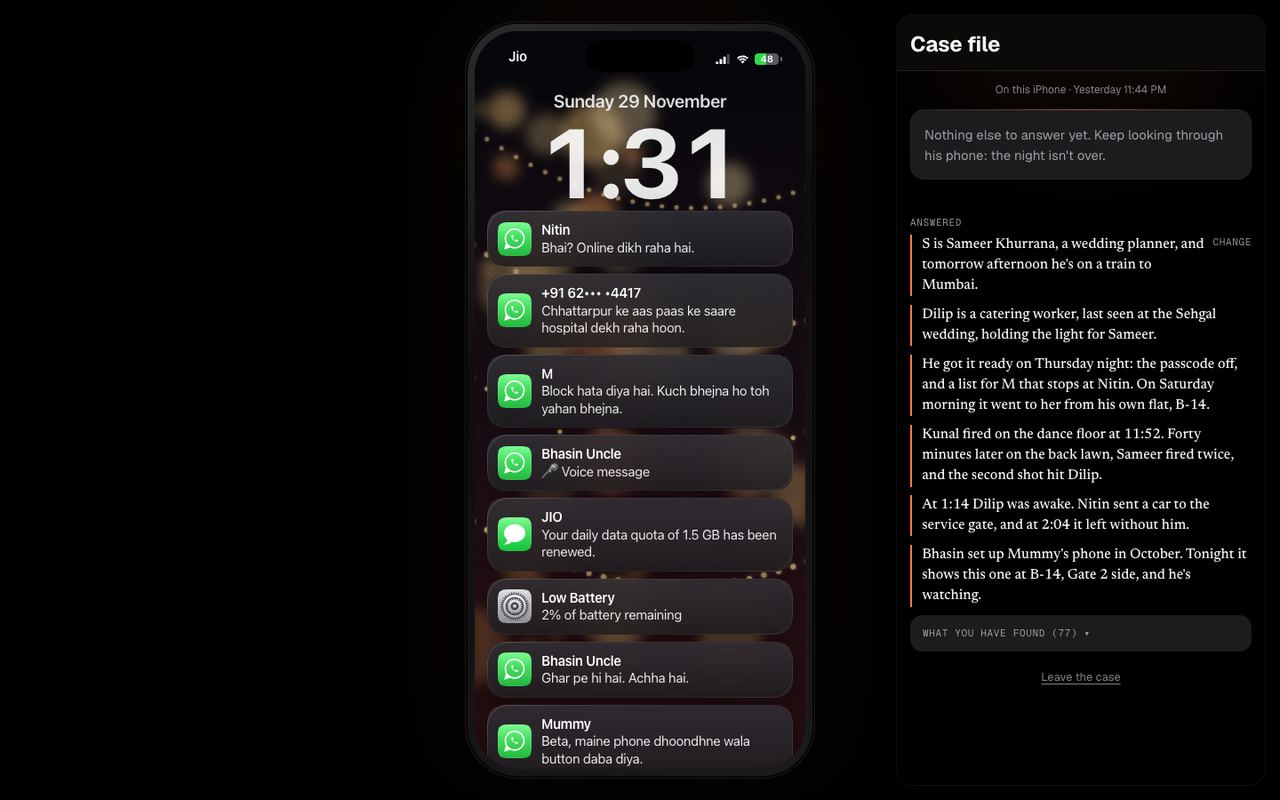 Jio
48
Sunday 29 November
1:31
Nitin
Bhai? Online dikh raha hai.
+91 62••• •4417
Chhattarpur ke aas paas ke saare
hospital dekh raha hoon.
M
Block hata diya hai. Kuch bhejna ho toh
yahan bhejna.
Bhasin Uncle
🎤 Voice message
JIO
Your daily data quota of 1.5 GB has been
renewed.
Low Battery
2% of battery remaining
Bhasin Uncle
Ghar pe hi hai. Achha hai.
Mummy
Beta, maine phone dhoondhne wala
button daba diya.
Case file
On this iPhone · Yesterday 11:44 PM
Nothing else to answer yet. Keep looking through
his phone: the night isn't over.
ANSWERED
S is Sameer Khurrana, a wedding planner, and
tomorrow afternoon he's on a train to
Mumbai.
CHANGE
Dilip is a catering worker, last seen at the Sehgal
wedding, holding the light for Sameer.
He got it ready on Thursday night: the passcode off,
and a list for M that stops at Nitin. On Saturday
morning it went to her from his own flat, B-14.
Kunal fired on the dance floor at 11:52. Forty
minutes later on the back lawn, Sameer fired twice,
and the second shot hit Dilip.
At 1:14 Dilip was awake. Nitin sent a car to the
service gate, and at 2:04 it left without him.
Bhasin set up Mummy's phone in October. Tonight it
shows this one at B-14, Gate 2 side, and he's
watching.
WHAT YOU HAVE FOUND (77) ▾
Leave the case